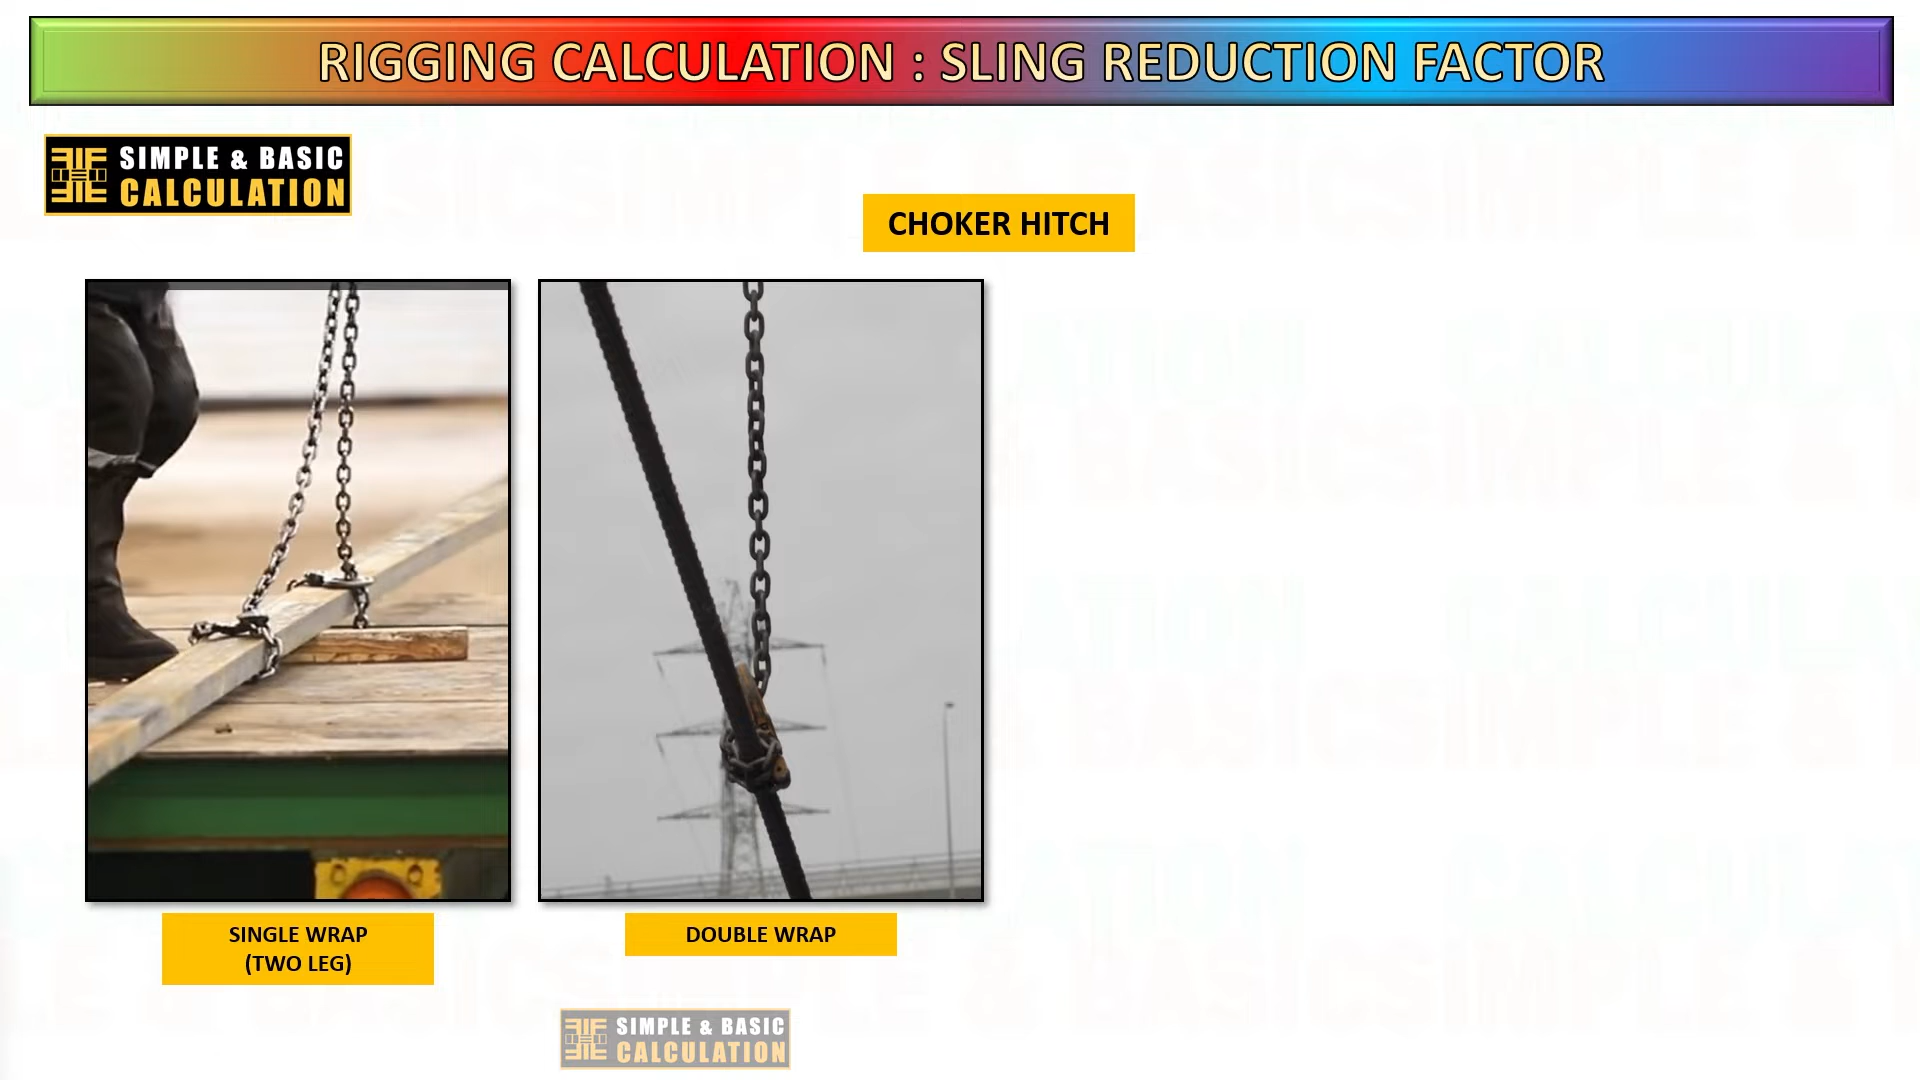 RIGGING CALCULATION : SLING REDUCTION FACTOR
SIMPLE & BASIC
CALCULATION
CHOKER HITCH
SINGLE WRAP
(TWO LEG)
DOUBLE WRAP
SIMPLE & BASIC
CALCULATION